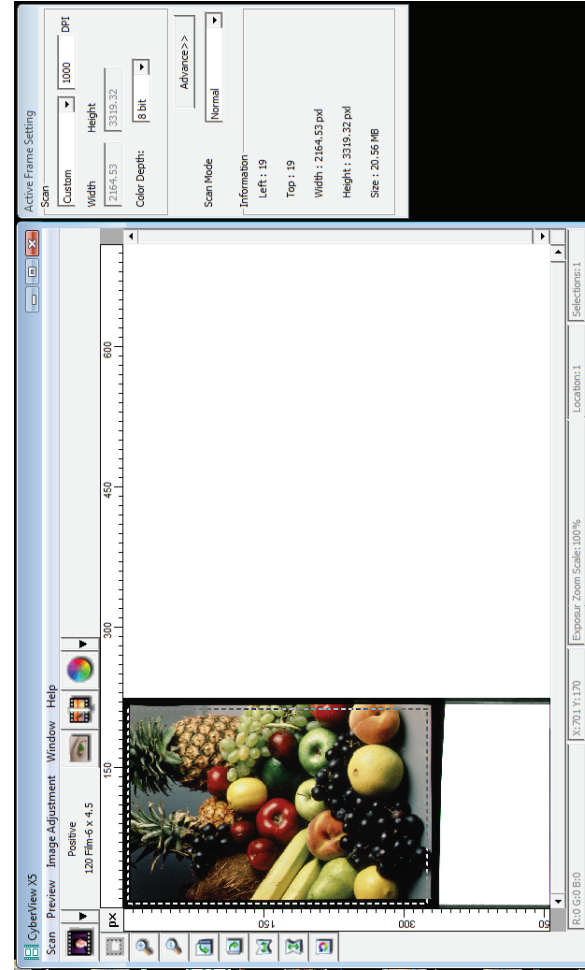 CyberView X5
Scan Preview Image Adjustment Window Help
Positive
120 Film-6 x 4.5
px
150
300
450
600
150
300
R:0 G:0 B:0
X:701 Y:170
Exposur Zoom Scale:100%
Location:1
Selections:1
Active Frame Setting
Scan
Custom 1000 DPI
Width Height
2164.53 3319.32
Color Depth: 8 bit
Advance>>
Scan Mode Normal
Information
Left : 19
Top : 19
Width : 2164.53 pxl
Height : 3319.32 pxl
Size : 20.56 MB